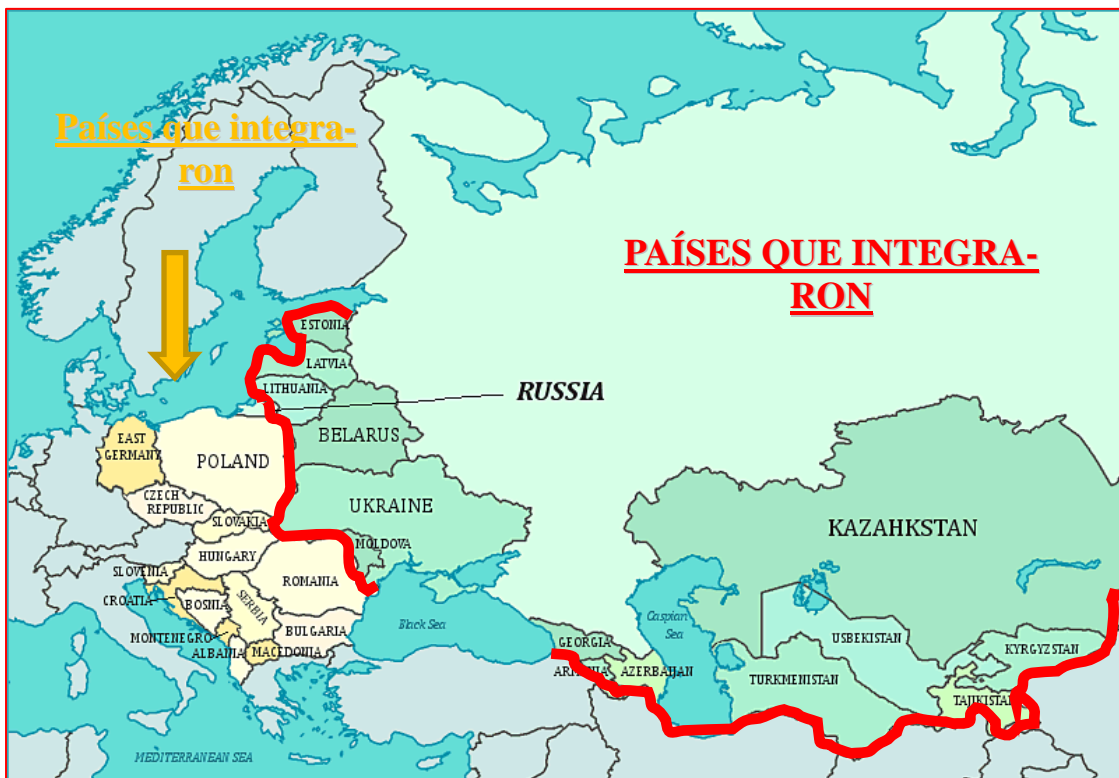 Países que integra-
ron
PAÍSES QUE INTEGRA-
RON
ESTONIA
LATVIA
LITHUANIA
RUSSIA
BELARUS
EAST
GERMANY
POLAND
CZECH
REPUBLIC
UKRAINE
SLOVAKIA
KAZAHKSTAN
MOLDOVA
HUNGARY
SLOVENIA
ROMANIA
CROATIA
BOSNIA
SERBIA
Black Sea
Caspian
Sea
BULGARIA
MONTENEGRO
ALBANIA
MACEDONIA
GEORGIA
USBEKISTAN
KYRGYZSTAN
ARMENIA
AZERBAIJAN
TURKMENISTAN
TAJIKISTAN
MEDITERRANEAN SEA